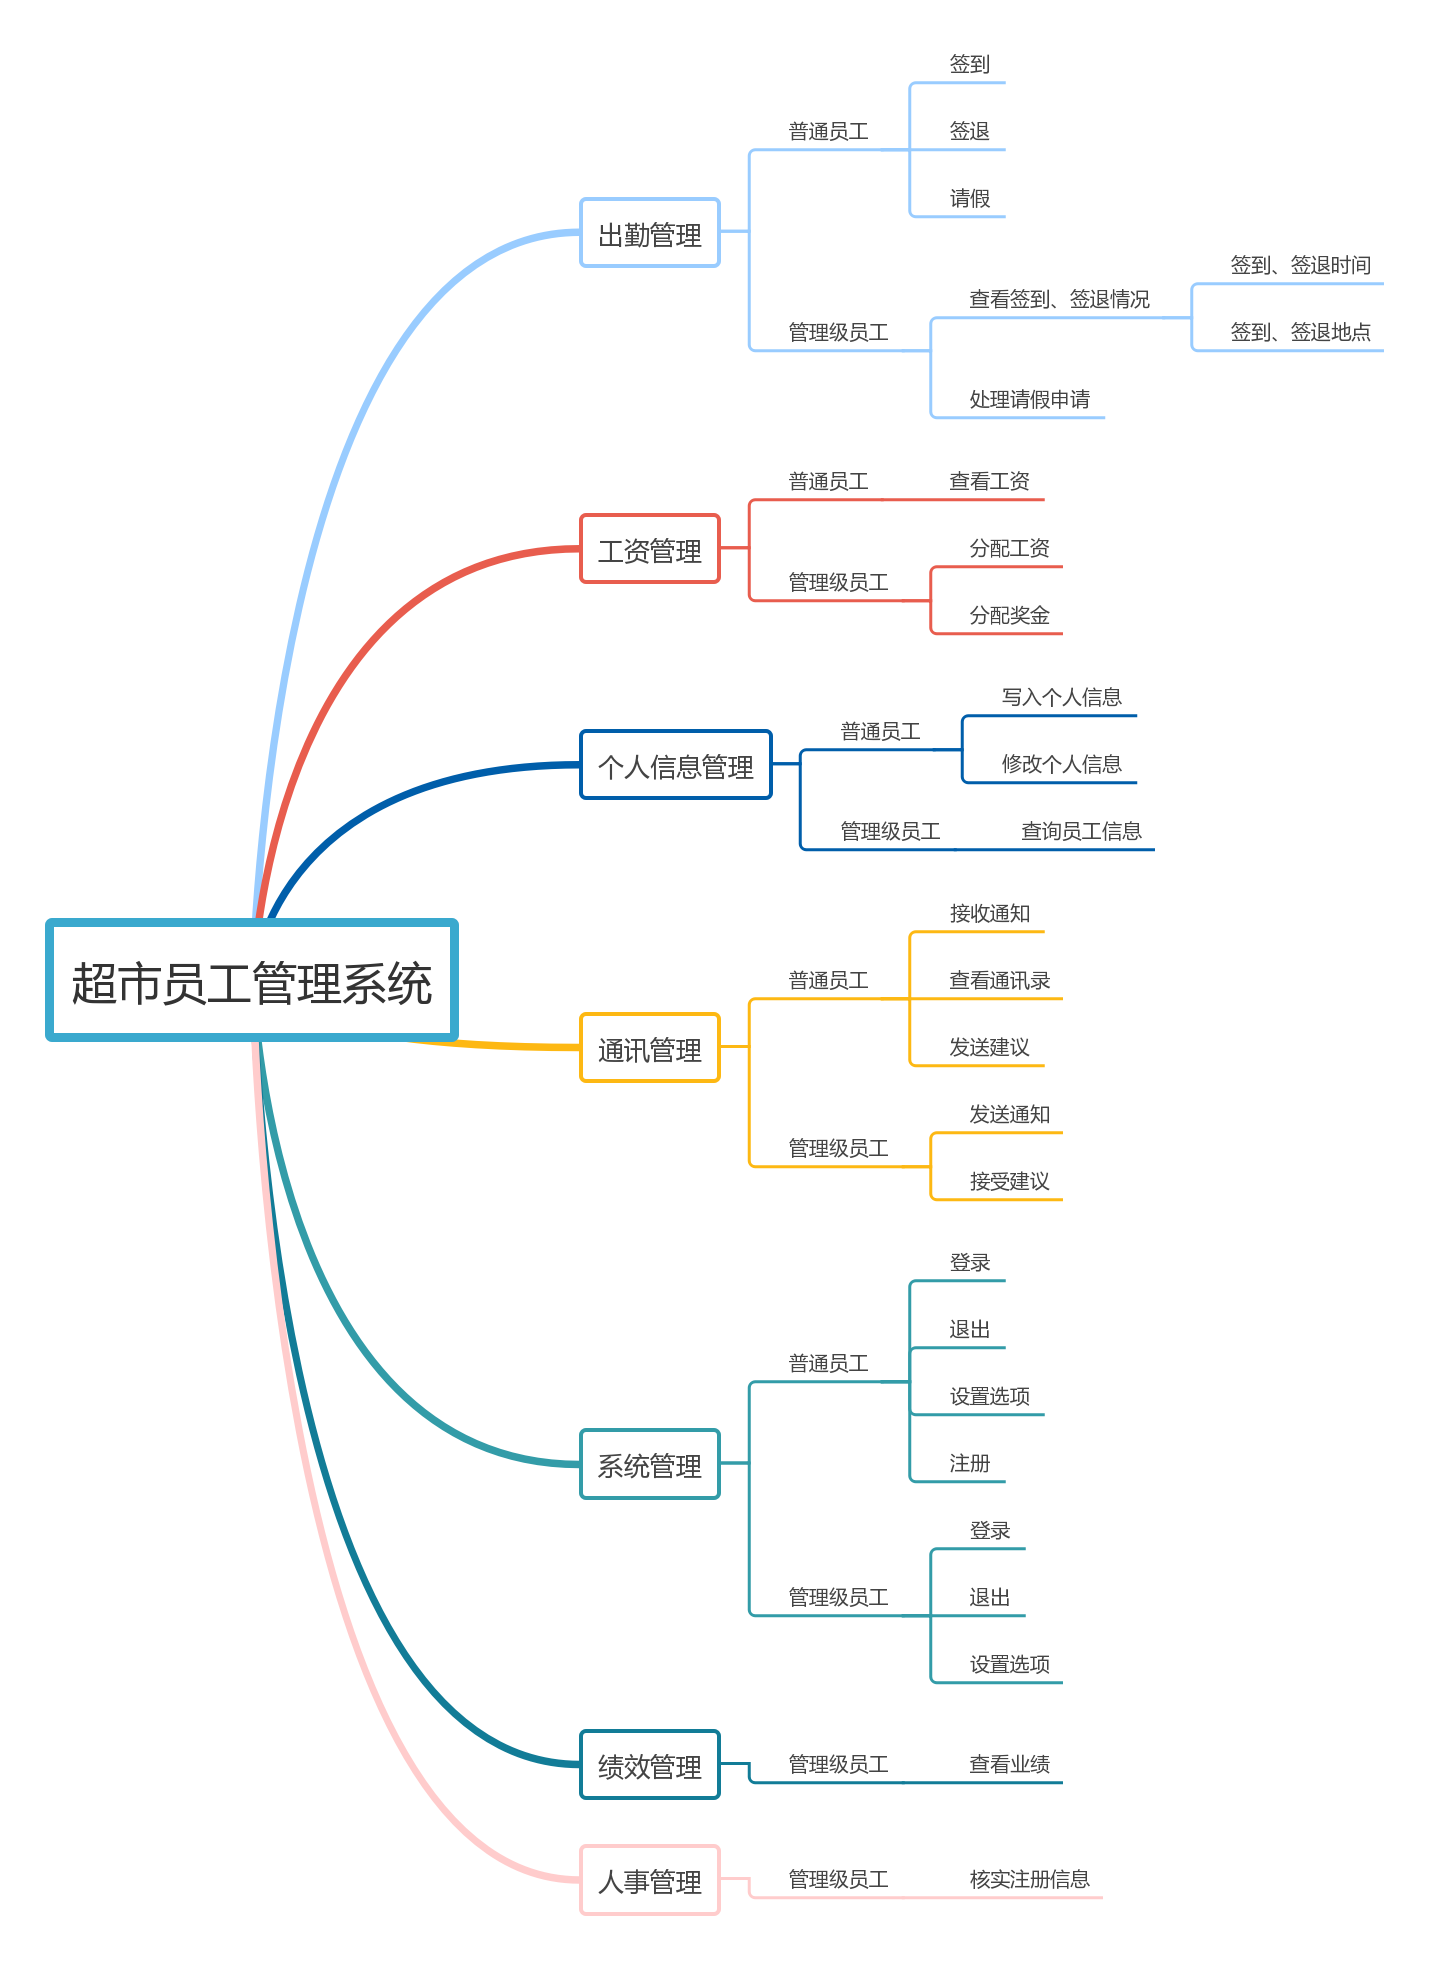 超市员工管理系统
出勤管理
普通员工
签到
签退
请假
管理级员工
查看签到、签退情况
签到、签退时间
签到、签退地点
处理请假申请
工资管理
普通员工
查看工资
管理级员工
分配工资
分配奖金
个人信息管理
普通员工
写入个人信息
修改个人信息
管理级员工
查询员工信息
通讯管理
普通员工
接收通知
查看通讯录
发送建议
管理级员工
发送通知
接受建议
系统管理
普通员工
登录
退出
设置选项
注册
管理级员工
登录
退出
设置选项
绩效管理
管理级员工
查看业绩
人事管理
管理级员工
核实注册信息